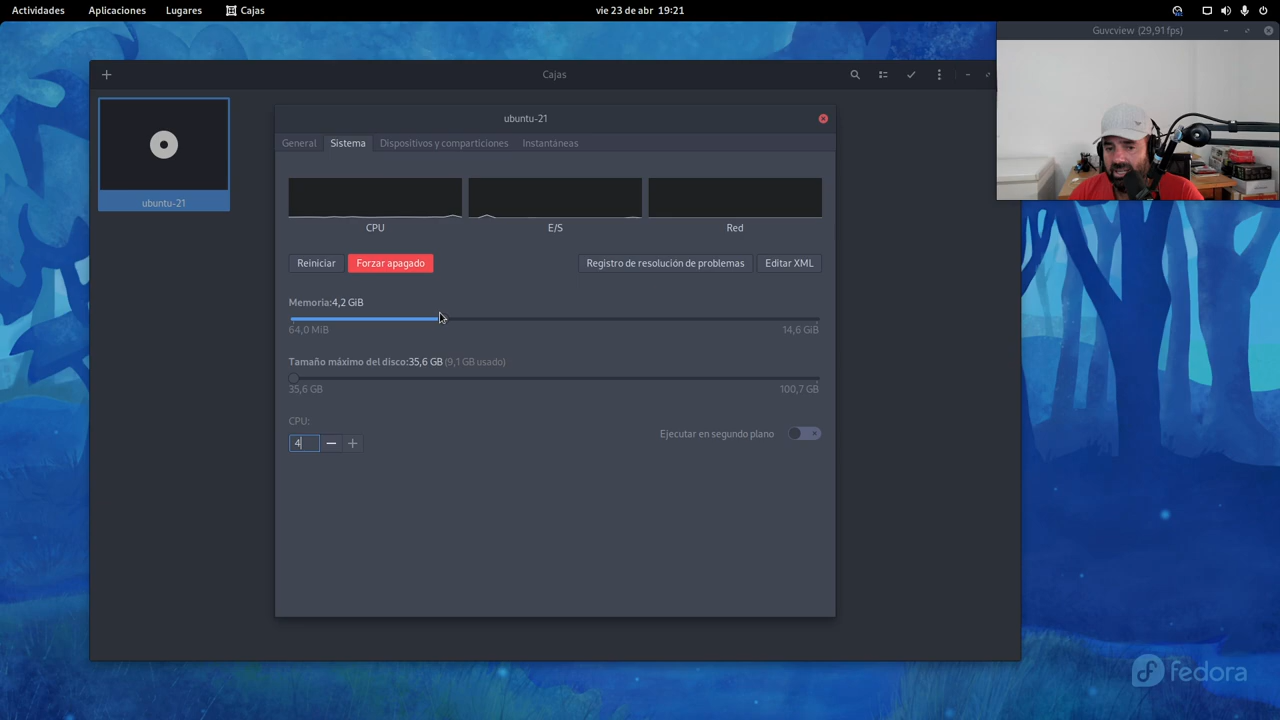 Actividades Aplicaciones Lugares Cajas vie 23 de abr 19:21
Guvcview (29,91 fps)
Cajas
ubuntu-21
ubuntu-21
General Sistema Dispositivos y comparticiones Instantáneas
CPU E/S Red
Reiniciar Forzar apagado Registro de resolución de problemas Editar XML
Memoria:4,2 GiB
64,0 MiB 14,6 GiB
Tamaño máximo del disco:35,6 GB (9,1 GB usado)
35,6 GB 100,7 GB
CPU:
4 Ejecutar en segundo plano
fedora